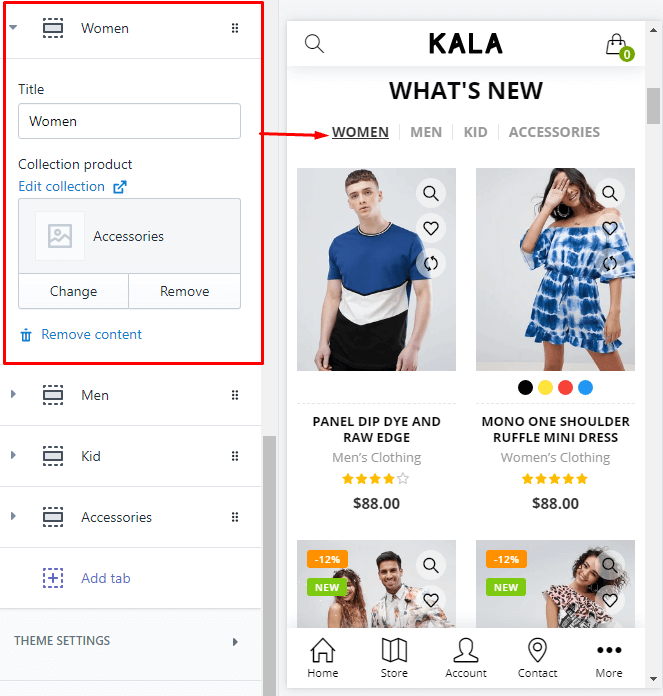 Women
Title
Women
Collection product
Edit collection
Accessories
Change Remove
Remove content
Men
Kid
Accessories
Add tab
THEME SETTINGS
KALA
0
WHAT'S NEW
WOMEN MEN KID ACCESSORIES
PANEL DIP DYE AND
RAW EDGE
Men's Clothing
$88.00
MONO ONE SHOULDER
RUFFLE MINI DRESS
Women's Clothing
$88.00
-12%
NEW
-12%
NEW
Home Store Account Contact More